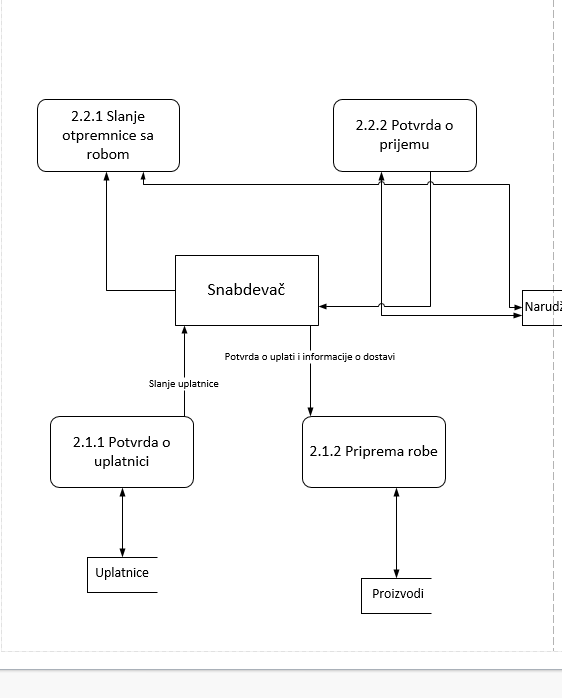 2.2.1 Slanje
otpremnice sa
robom
2.2.2 Potvrda o
prijemu
Snabdevač
Narudž
Potvrda o uplati i informacije o dostavi
Slanje uplatnice
2.1.1 Potvrda o
uplatnici
2.1.2 Priprema robe
Uplatnice
Proizvodi